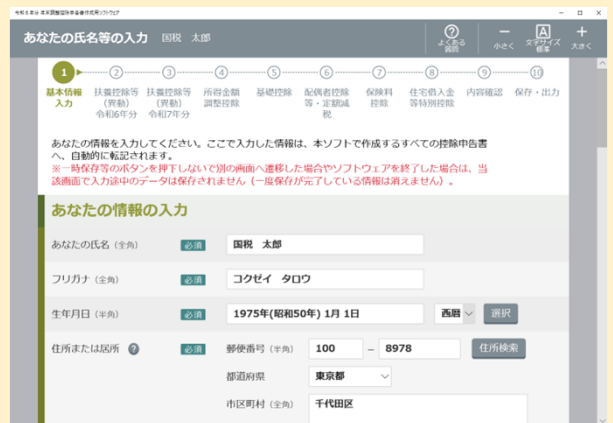 令和6年分 年末調整控除申告書作成用ソフトウェア
あなたの氏名等の入力 国税 太郎
? よくある質問 － 小さく A 文字サイズ標準 ＋ 大きく
1 2 3 4 5 6 7 8 9 10
基本情報 扶養控除等 扶養控除等 所得金額 基礎控除 配偶者控除 保険料 住宅借入金 内容確認 保存・出力
入力 (異動) (異動) 調整控除 等・定額減 控除 等特別控除
令和6年分 令和7年分 税
あなたの情報を入力してください。ここで入力した情報は、本ソフトで作成するすべての控除申告書
へ、自動的に転記されます。
※一時保存等のボタンを押下しないで別の画面へ遷移した場合やソフトウェアを終了した場合は、当
該画面で入力途中のデータは保存されません（一度保存が完了している情報は消えません）。
あなたの情報の入力
あなたの氏名 (全角) 必須 国税 太郎
フリガナ (全角) 必須 コクゼイ タロウ
生年月日 (半角) 必須 1975年(昭和50年) 1月 1日 西暦 選択
住所または居所 ? 必須 郵便番号 (半角) 100 － 8978 住所検索
都道府県 東京都
市区町村 (全角) 千代田区